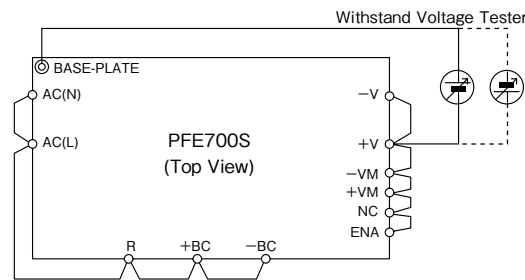 Withstand Voltage Tester
BASE-PLATE
AC(N)
AC(L)
PFE700S
(Top View)
−V
+V
−VM
+VM
NC
ENA
R
+BC
−BC